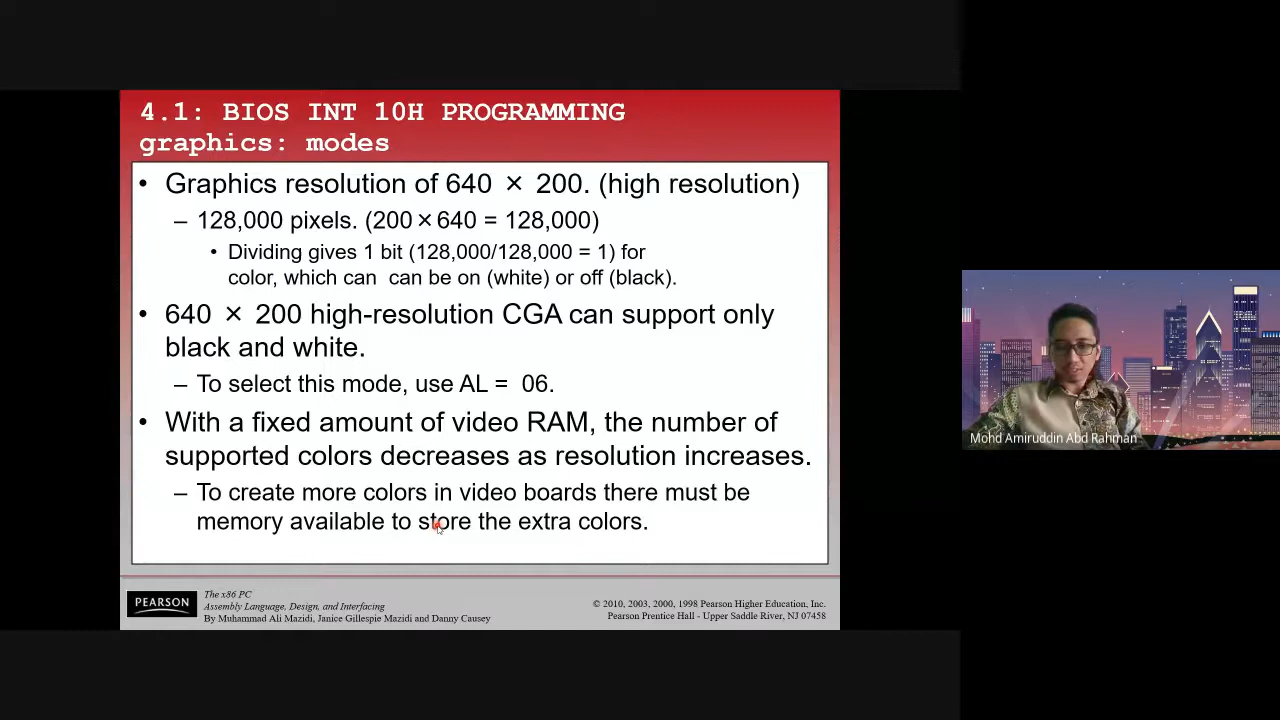 4.1: BIOS INT 10H PROGRAMMING
graphics: modes
• Graphics resolution of 640 × 200. (high resolution)
– 128,000 pixels. (200×640 = 128,000)
• Dividing gives 1 bit (128,000/128,000 = 1) for
color, which can can be on (white) or off (black).
• 640 × 200 high-resolution CGA can support only
black and white.
– To select this mode, use AL = 06.
• With a fixed amount of video RAM, the number of
supported colors decreases as resolution increases.
– To create more colors in video boards there must be
memory available to store the extra colors.
PEARSON
The x86 PC
Assembly Language, Design, and Interfacing
By Muhammad Ali Mazidi, Janice Gillespie Mazidi and Danny Causey
© 2010, 2003, 2000, 1998 Pearson Higher Education, Inc.
Pearson Prentice Hall - Upper Saddle River, NJ 07458
Mohd Amiruddin Abd Rahman